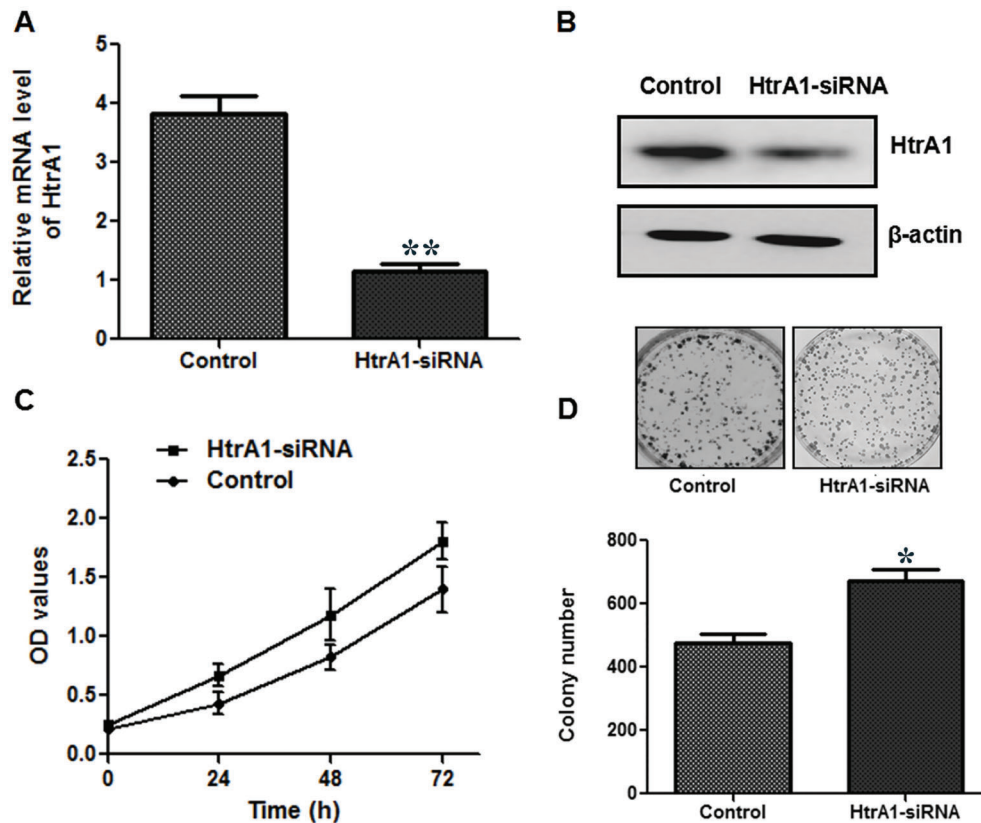 A
Relative mRNA level
of HtrA1
5
4
3
2
1
0
**
Control
HtrA1-siRNA
B
Control
HtrA1-siRNA
HtrA1
β-actin
C
HtrA1-siRNA
Control
OD values
2.5
2.0
1.5
1.0
0.5
0.0
0
24
48
72
Time (h)
D
Control
HtrA1-siRNA
Colony number
800
600
400
200
0
*
Control
HtrA1-siRNA